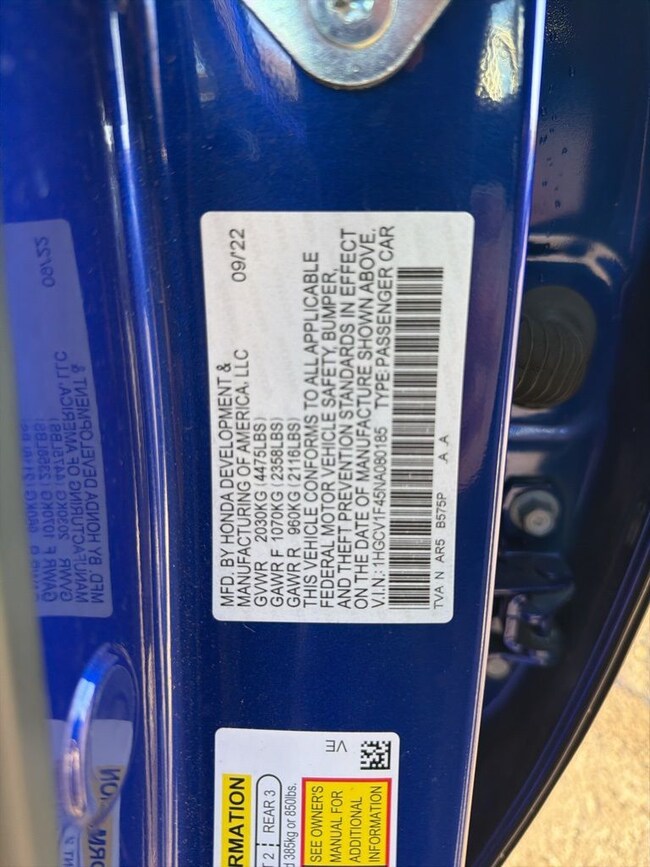 MFD. BY HONDA DEVELOPMENT &
MANUFACTURING OF AMERICA, LLC 09/22
GVWR 2030KG (4475LBS)
GAWR F 1070KG (2358LBS)
GAWR R 960KG (2116LBS)
THIS VEHICLE CONFORMS TO ALL APPLICABLE
FEDERAL MOTOR VEHICLE SAFETY, BUMPER,
AND THEFT PREVENTION STANDARDS IN EFFECT
ON THE DATE OF MANUFACTURE SHOWN ABOVE.
V.I.N.: 1HGCV1F45NA080185 TYPE: PASSENGER CAR
TVA N AR5 B575P A A
RMATION
2 REAR 3
385kg or 850lbs.
SEE OWNER'S
MANUAL FOR
ADDITIONAL
INFORMATION
VE